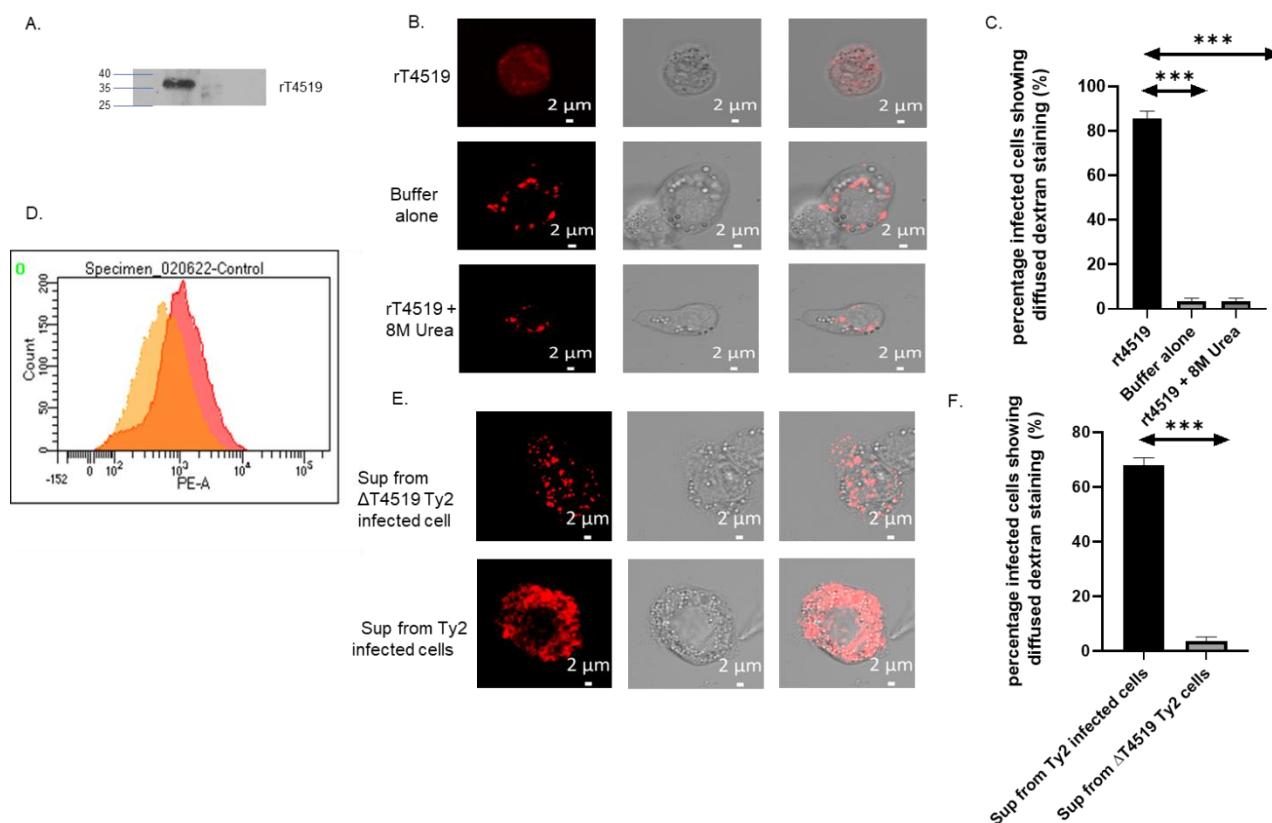 A.
40
35
25
rT4519
B.
rT4519
2 µm
2 µm
2 µm
Buffer
alone
2 µm
2 µm
2 µm
rT4519 +
8M Urea
2 µm
2 µm
2 µm
C.
***
***
percentage infected cells showing
diffused dextran staining (%)
100
80
60
40
20
0
rt4519
Buffer alone
rt4519 + 8M Urea
D.
0
Specimen_020622-Control
Count
200
150
100
50
0
-152
0
10²
10³
10⁴
10⁵
PE-A
E.
Sup from
ΔT4519 Ty2
infected cell
2 µm
2 µm
2 µm
Sup from Ty2
infected cells
2 µm
2 µm
2 µm
F.
***
percentage infected cells showing
diffused dextran staining (%)
80
60
40
20
0
Sup from Ty2 infected cells
Sup from ΔT4519 Ty2 cells